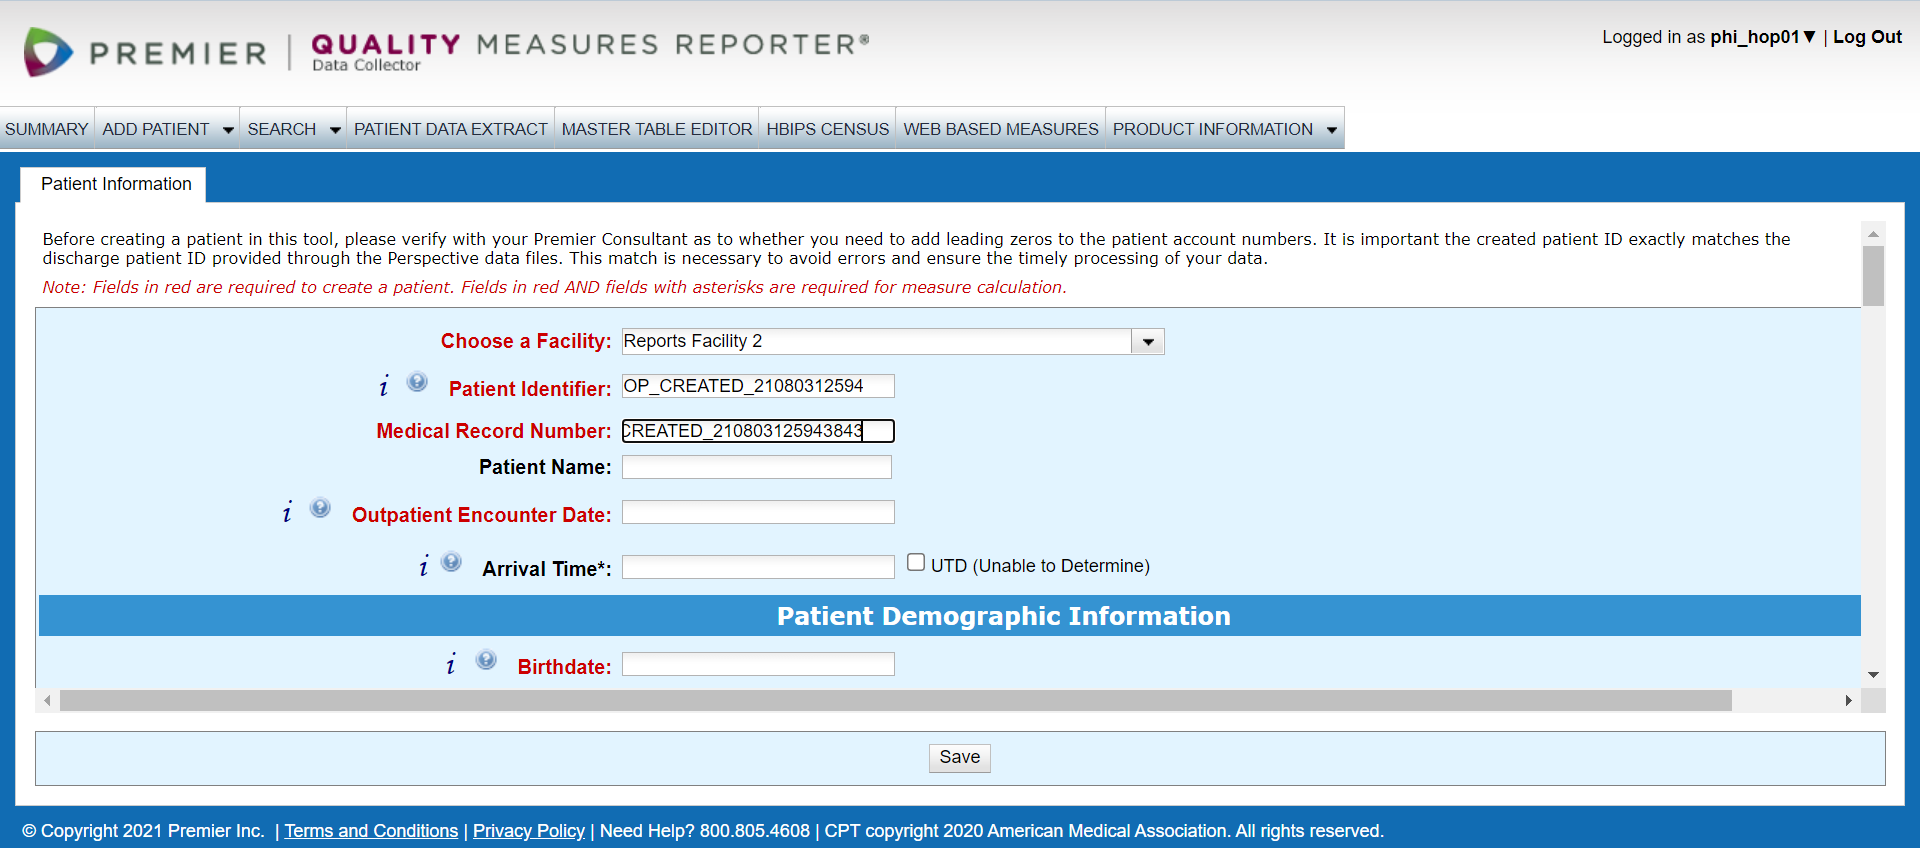 PREMIER | QUALITY MEASURES REPORTER®
Data Collector
Logged in as phi_hop01▼ | Log Out
SUMMARY ADD PATIENT SEARCH PATIENT DATA EXTRACT MASTER TABLE EDITOR HBIPS CENSUS WEB BASED MEASURES PRODUCT INFORMATION
Patient Information
Before creating a patient in this tool, please verify with your Premier Consultant as to whether you need to add leading zeros to the patient account numbers. It is important the created patient ID exactly matches the
discharge patient ID provided through the Perspective data files. This match is necessary to avoid errors and ensure the timely processing of your data.
Note: Fields in red are required to create a patient. Fields in red AND fields with asterisks are required for measure calculation.
Choose a Facility: Reports Facility 2
i ? Patient Identifier: OP_CREATED_21080312594
Medical Record Number: CREATED_210803125943843
Patient Name:
i ? Outpatient Encounter Date:
i ? Arrival Time*: UTD (Unable to Determine)
Patient Demographic Information
i ? Birthdate:
Save
© Copyright 2021 Premier Inc. | Terms and Conditions | Privacy Policy | Need Help? 800.805.4608 | CPT copyright 2020 American Medical Association. All rights reserved.